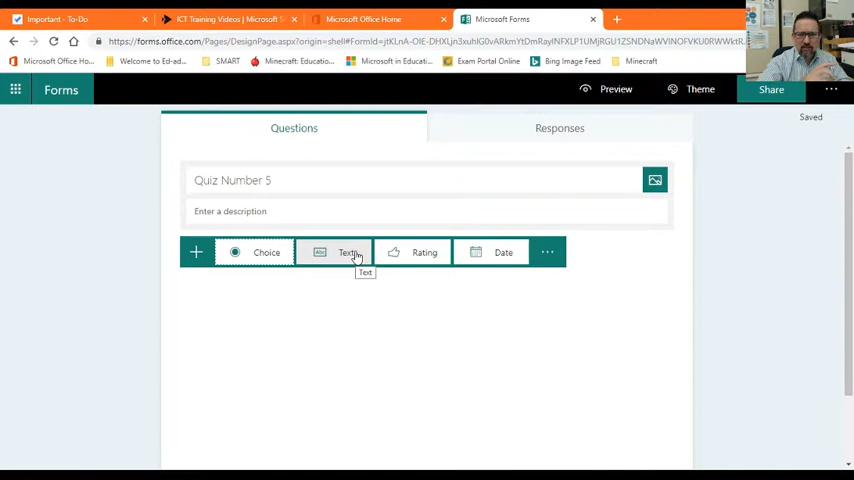 Important - To-Do
ICT Training Videos | Microsoft S
Microsoft Office Home
Microsoft Forms
https://forms.office.com/Pages/DesignPage.aspx?origin=shell#FormId=
Microsoft Office Ho...
Welcome to Ed-ad...
SMART
Minecraft: Educatio...
Microsoft in Educati...
Exam Portal Online
Bing Image Feed
Minecraft
Forms
Preview
Theme
Share
...
Saved
Questions
Responses
Quiz Number 5
Enter a description
Choice
Abc
Text
Rating
Date
...
Text